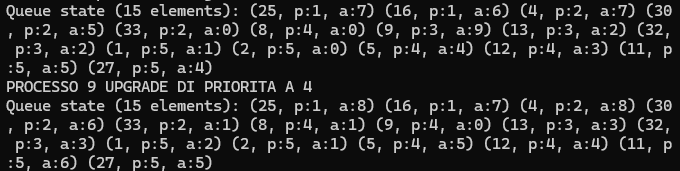 Queue state (15 elements): (25, p:1, a:7) (16, p:1, a:6) (4, p:2, a:7) (30
, p:2, a:5) (33, p:2, a:0) (8, p:4, a:0) (9, p:3, a:9) (13, p:3, a:2) (32,
 p:3, a:2) (1, p:5, a:1) (2, p:5, a:0) (5, p:4, a:4) (12, p:4, a:3) (11, p
:5, a:5) (27, p:5, a:4)
PROCESSO 9 UPGRADE DI PRIORITA A 4
Queue state (15 elements): (25, p:1, a:8) (16, p:1, a:7) (4, p:2, a:8) (30
, p:2, a:6) (33, p:2, a:1) (8, p:4, a:1) (9, p:4, a:0) (13, p:3, a:3) (32,
 p:3, a:3) (1, p:5, a:2) (2, p:5, a:1) (5, p:4, a:5) (12, p:4, a:4) (11, p
:5, a:6) (27, p:5, a:5)